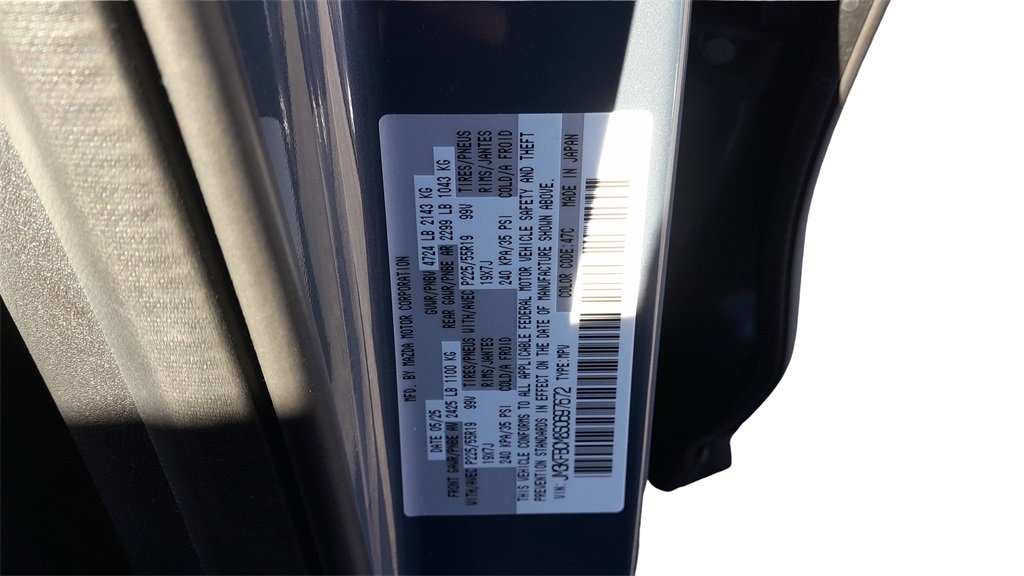 MFD. BY MAZDA MOTOR CORPORATION
DATE 05/25 GVWR/PNBV 4724 LB 2143 KG
FRONT GAWR/PNBE AV 2425 LB 1100 KG REAR GAWR/PNBE AR 2299 LB 1043 KG
WITH/AVEC P225/55R19 99V TIRES/PNEUS WITH/AVEC P225/55R19 99V TIRES/PNEUS
19X7J RIMS/JANTES 19X7J RIMS/JANTES
240 KPA/35 PSI COLD/A FROID 240 KPA/35 PSI COLD/A FROID
THIS VEHICLE CONFORMS TO ALL APPLICABLE FEDERAL MOTOR VEHICLE SAFETY AND THEFT
PREVENTION STANDARDS IN EFFECT ON THE DATE OF MANUFACTURE SHOWN ABOVE.
VIN: JM3KFBCM8S0697672 TYPE:MPV COLOR CODE:47C MADE IN JAPAN